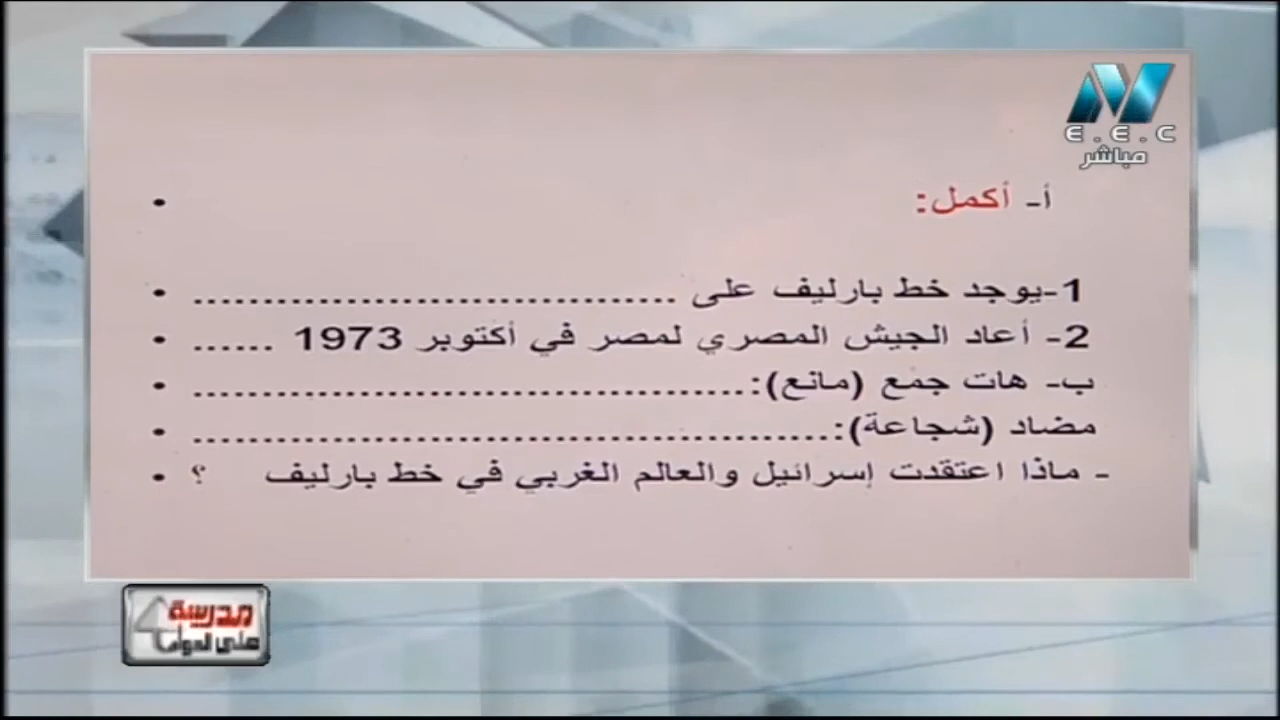 E.E.C
مباشر
أ- أكمل:
1-يوجد خط بارليف على ..........................................
2- أعاد الجيش المصري لمصر في أكتوبر 1973 ......
ب- هات جمع (مانع):................................................
مضاد (شجاعة):.......................................................
- ماذا اعتقدت إسرائيل والعالم الغربي في خط بارليف ؟
مدرسة
على الهواء